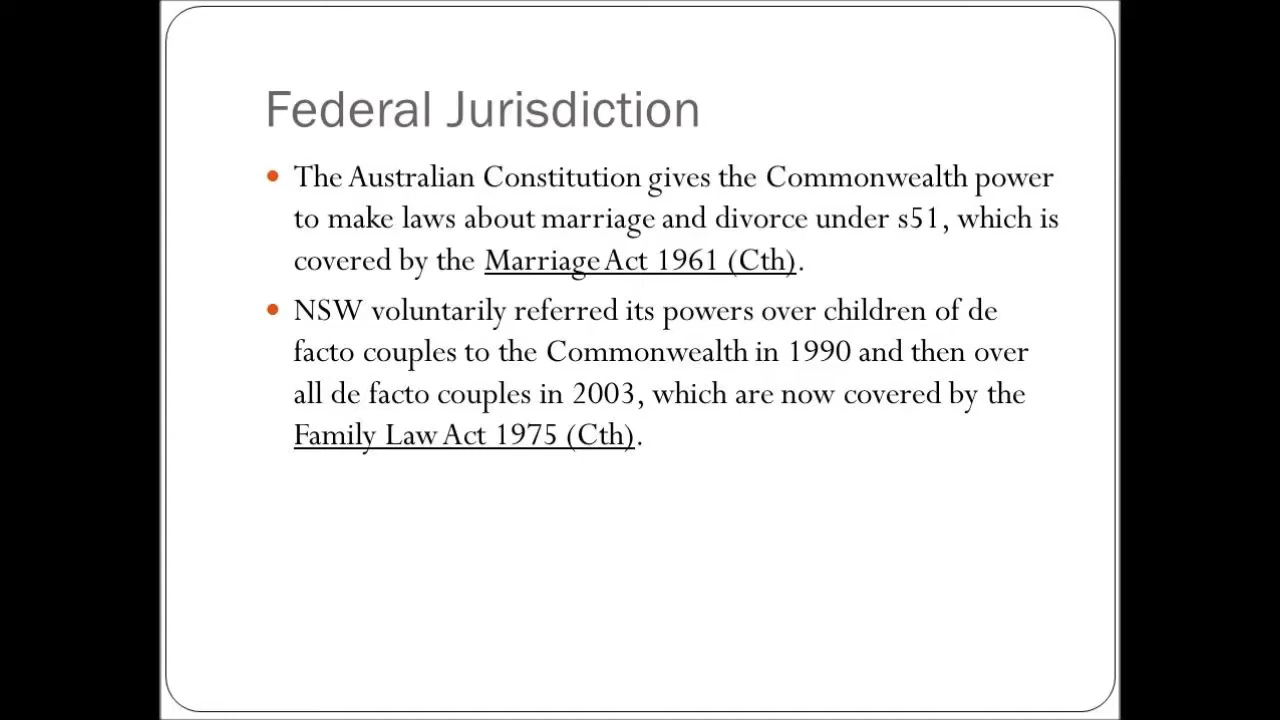 Federal Jurisdiction
• The Australian Constitution gives the Commonwealth power
to make laws about marriage and divorce under s51, which is
covered by the Marriage Act 1961 (Cth).
• NSW voluntarily referred its powers over children of de
facto couples to the Commonwealth in 1990 and then over
all de facto couples in 2003, which are now covered by the
Family Law Act 1975 (Cth).